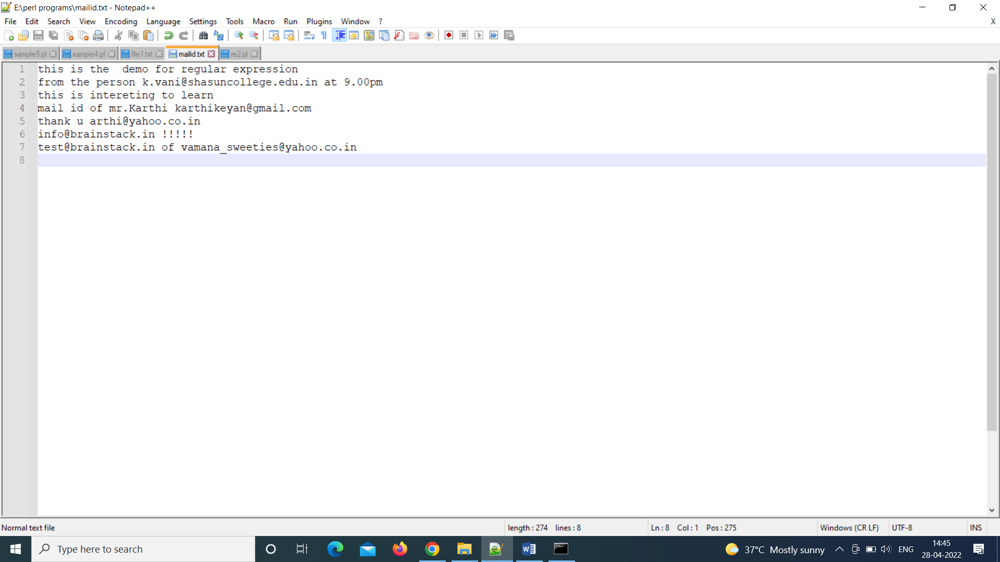 E:\perl programs\mailid.txt - Notepad++
File Edit Search View Encoding Language Settings Tools Macro Run Plugins Window ? X
sample5.pl sample4.pl file1.txt mailid.txt re2.pl
1 this is the  demo for regular expression
2 from the person k.vani@shasuncollege.edu.in at 9.00pm
3 this is intereting to learn
4 mail id of mr.Karthi karthikeyan@gmail.com
5 thank u arthi@yahoo.co.in
6 info@brainstack.in !!!!!
7 test@brainstack.in of vamana_sweeties@yahoo.co.in
8
Normal text file length : 274 lines : 8 Ln : 8 Col : 1 Pos : 275 Windows (CR LF) UTF-8 INS
Type here to search 37°C Mostly sunny ENG 14:45
28-04-2022